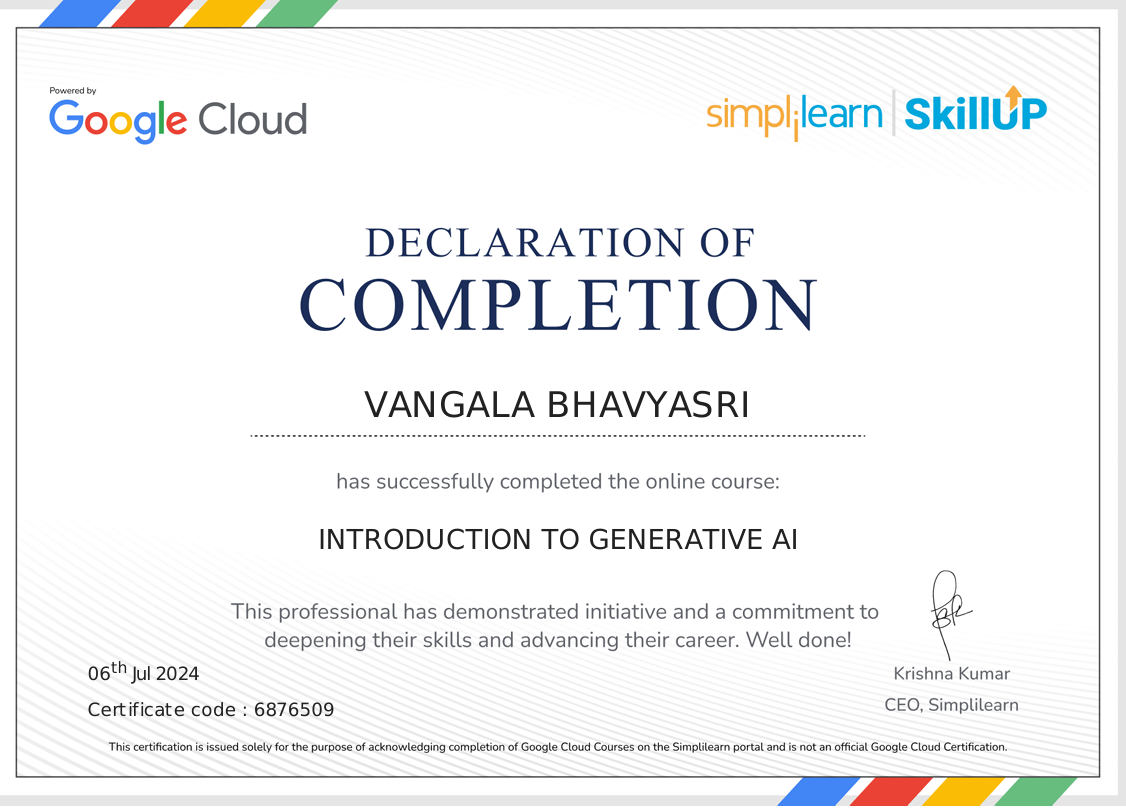 Powered by
Google Cloud
simplilearn | SkillUP
DECLARATION OF
COMPLETION
VANGALA BHAVYASRI
has successfully completed the online course:
INTRODUCTION TO GENERATIVE AI
This professional has demonstrated initiative and a commitment to
deepening their skills and advancing their career. Well done!
06th Jul 2024
Krishna Kumar
Certificate code : 6876509
CEO, Simplilearn
This certification is issued solely for the purpose of acknowledging completion of Google Cloud Courses on the Simplilearn portal and is not an official Google Cloud Certification.